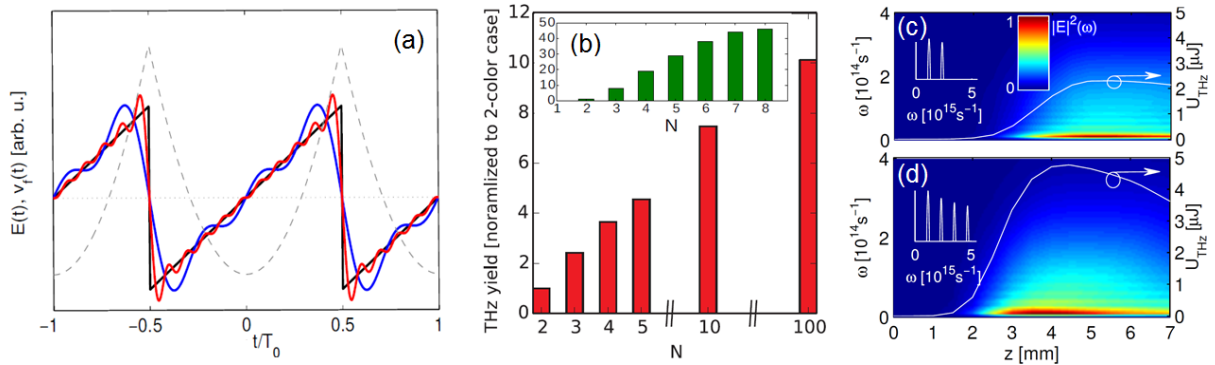 (a)
E(t), v_f(t) [arb. u.]
−1
−0.5
0
0.5
1
t/T₀
(b)
THz yield [noramlized to 2-color case]
12
10
8
6
4
2
0
50
40
30
20
10
0
1 2 3 4 5 6 7 8
N
2 3 4 5 // 10 // 100
N
(c)
ω [10¹⁴s⁻¹]
4
2
0
0 5
ω [10¹⁵s⁻¹]
1
0
|E|²(ω)
5
4
3
2
1
0
U_THz [µJ]
(d)
ω [10¹⁴s⁻¹]
4
2
0
0 5
ω [10¹⁵s⁻¹]
5
4
3
2
1
0
U_THz [µJ]
0 1 2 3 4 5 6 7
z [mm]